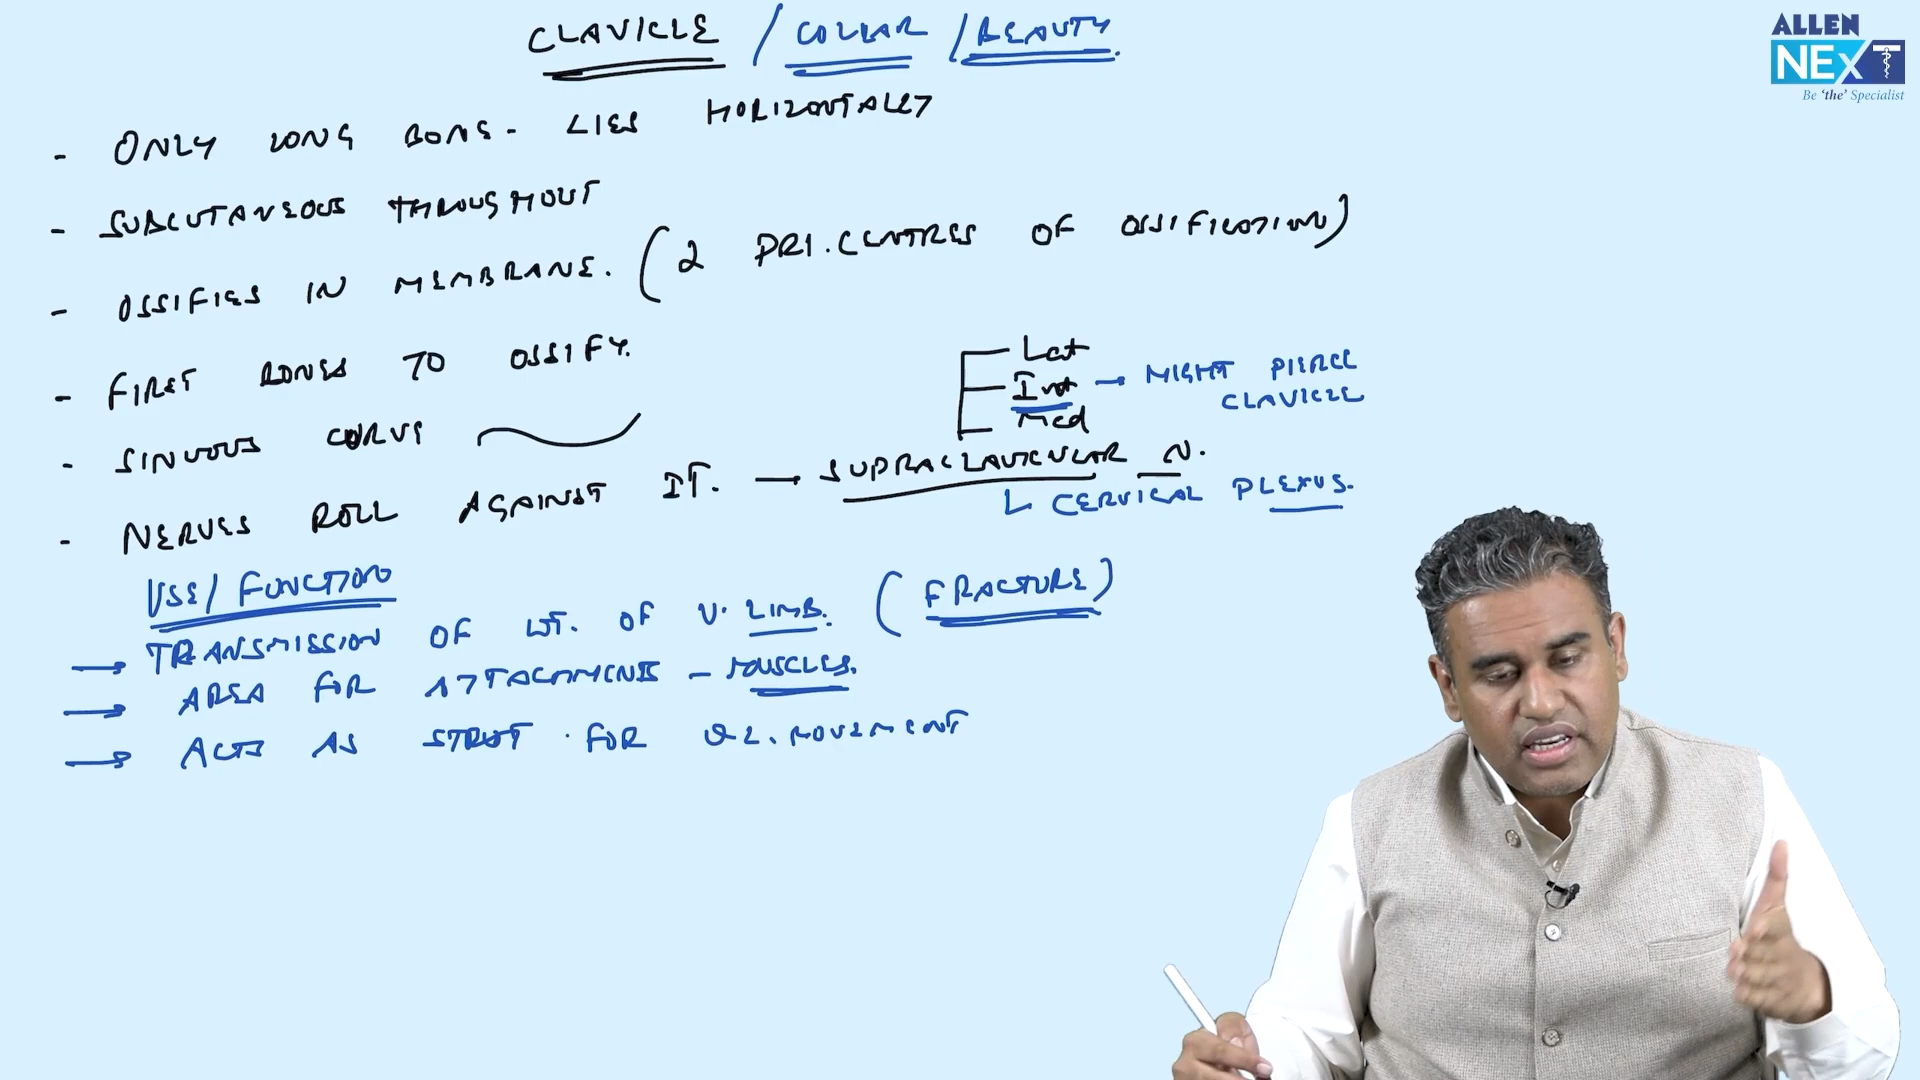 CLAVICLE / COLLAR / BEAUTY.
ALLEN
NEXT
Be 'the' Specialist
- ONLY LONG BONE - LIES HORIZONTALLY
- SUBCUTANEOUS THROUGHOUT
- OSSIFIES IN MEMBRANE. (2 PRI. CENTRES OF OSSIFICATION)
- FIRST BONES TO OSSIFY.
- SINUOUS CURVE
- NERVES ROLL AGAINST IT. → SUPRACLAVICULAR N.
Lat
Int → MIGHT PIERCE CLAVICLE
Med
CERVICAL PLEXUS.
USE/FUNCTION
→ TRANSMISSION OF WT. OF U. LIMB. (FRACTURE)
→ AREA FOR ATTACHMENTS - MUSCLES.
→ ACTS AS STRUT FOR MOVEMENT